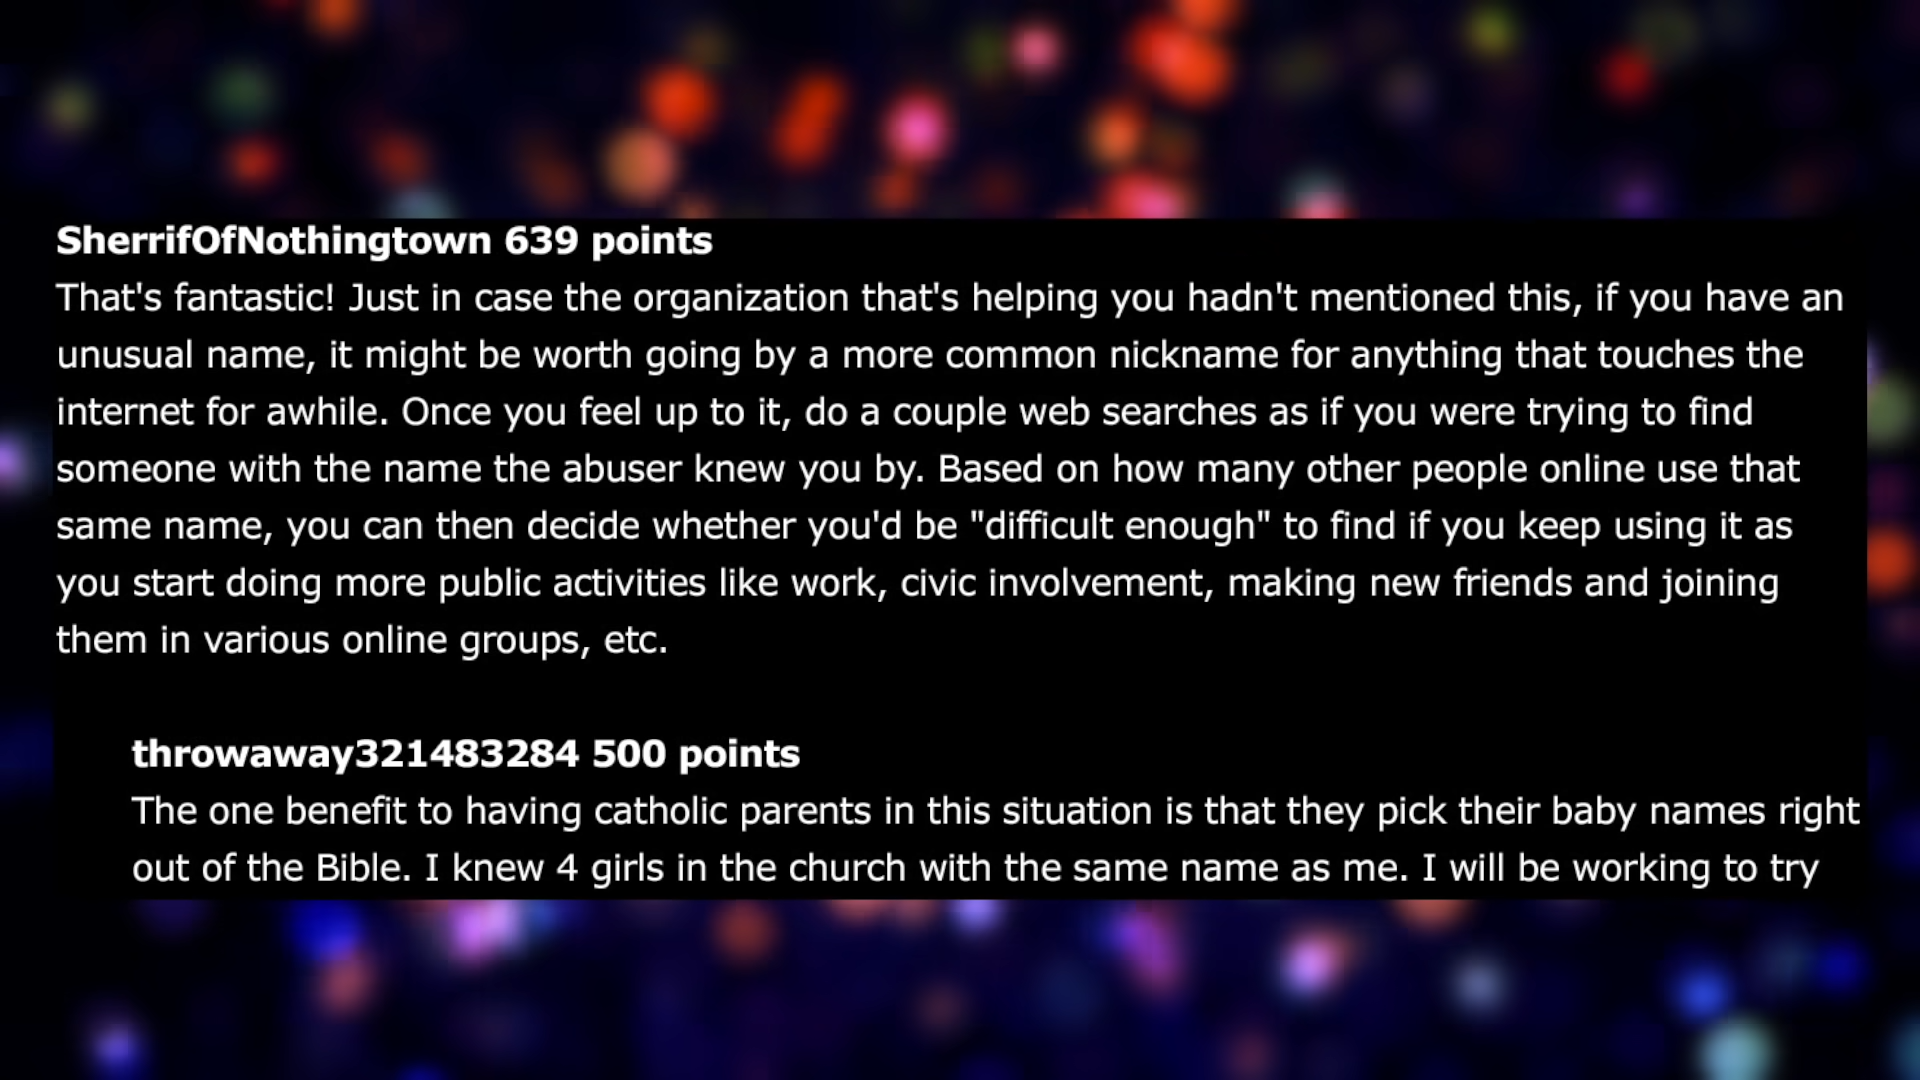 SherrifOfNothingtown 639 points
That's fantastic! Just in case the organization that's helping you hadn't mentioned this, if you have an
unusual name, it might be worth going by a more common nickname for anything that touches the
internet for awhile. Once you feel up to it, do a couple web searches as if you were trying to find
someone with the name the abuser knew you by. Based on how many other people online use that
same name, you can then decide whether you'd be "difficult enough" to find if you keep using it as
you start doing more public activities like work, civic involvement, making new friends and joining
them in various online groups, etc.
throwaway321483284 500 points
The one benefit to having catholic parents in this situation is that they pick their baby names right
out of the Bible. I knew 4 girls in the church with the same name as me. I will be working to try